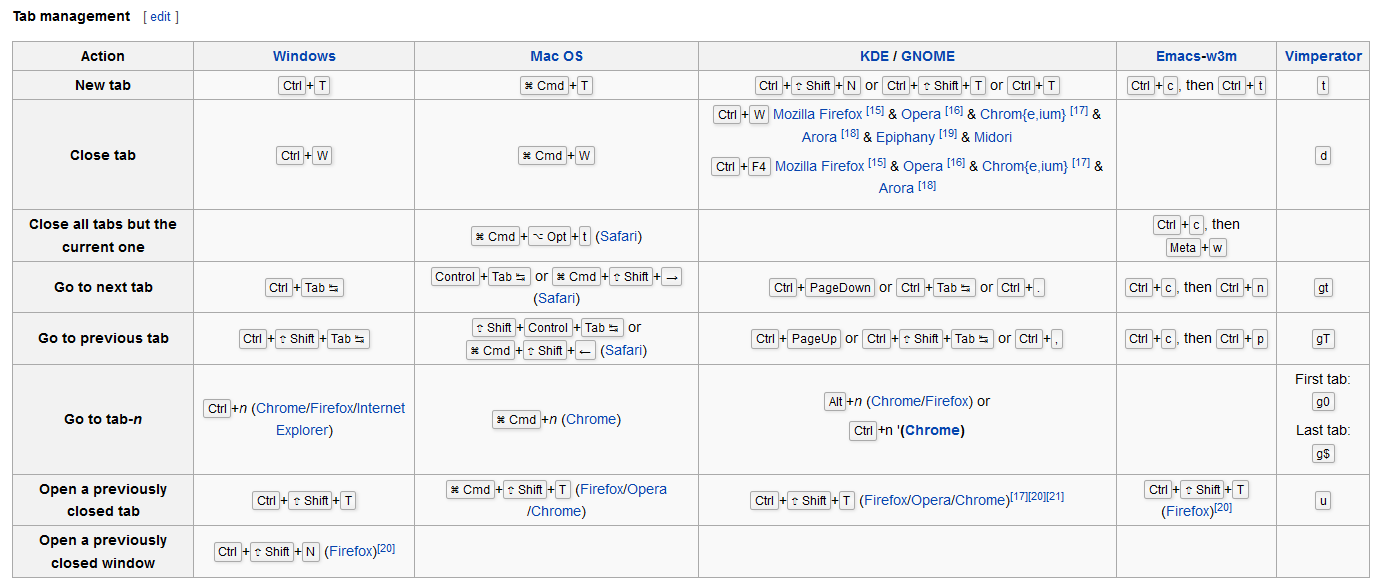 Tab management [ edit ]
Action Windows Mac OS KDE / GNOME Emacs-w3m Vimperator
New tab Ctrl+T ⌘ Cmd+T Ctrl+⇧ Shift+N or Ctrl+⇧ Shift+T or Ctrl+T Ctrl+c, then Ctrl+t t
Close tab Ctrl+W ⌘ Cmd+W
Ctrl+W Mozilla Firefox [15] & Opera [16] & Chrom{e,ium} [17] &
Arora [18] & Epiphany [19] & Midori
Ctrl+F4 Mozilla Firefox [15] & Opera [16] & Chrom{e,ium} [17] &
Arora [18]
d
Close all tabs but the
current one
⌘ Cmd+⌥ Opt+t (Safari)
Ctrl+c, then
Meta+w
Go to next tab Ctrl+Tab ⇆
Control+Tab ⇆ or ⌘ Cmd+⇧ Shift+→
(Safari)
Ctrl+PageDown or Ctrl+Tab ⇆ or Ctrl+. Ctrl+c, then Ctrl+n gt
Go to previous tab Ctrl+⇧ Shift+Tab ⇆
⇧ Shift+Control+Tab ⇆ or
⌘ Cmd+⇧ Shift+← (Safari)
Ctrl+PageUp or Ctrl+⇧ Shift+Tab ⇆ or Ctrl+, Ctrl+c, then Ctrl+p gT
Go to tab-n
Ctrl+n (Chrome/Firefox/Internet
Explorer)
⌘ Cmd+n (Chrome)
Alt+n (Chrome/Firefox) or
Ctrl+n '(Chrome)
First tab:
g0
Last tab:
g$
Open a previously
closed tab
Ctrl+⇧ Shift+T
⌘ Cmd+⇧ Shift+T (Firefox/Opera
/Chrome)
Ctrl+⇧ Shift+T (Firefox/Opera/Chrome)[17][20][21]
Ctrl+⇧ Shift+T
(Firefox)[20]
u
Open a previously
closed window
Ctrl+⇧ Shift+N (Firefox)[20]